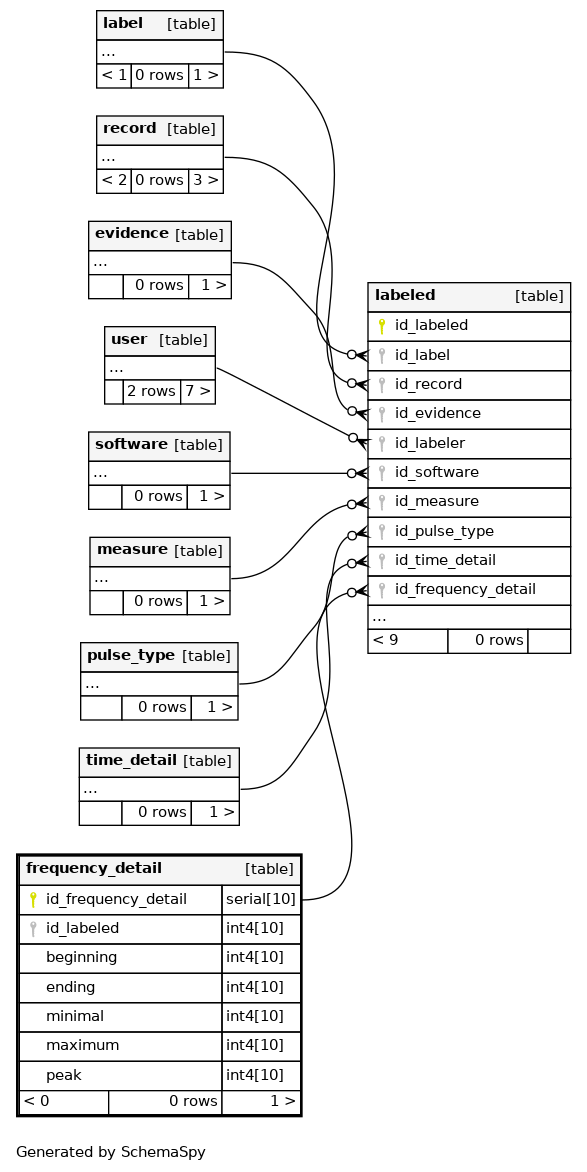 label [table]
...
< 1 0 rows 1 >
record [table]
...
< 2 0 rows 3 >
evidence [table]
...
0 rows 1 >
user [table]
...
2 rows 7 >
software [table]
...
0 rows 1 >
measure [table]
...
0 rows 1 >
pulse_type [table]
...
0 rows 1 >
time_detail [table]
...
0 rows 1 >
frequency_detail [table]
id_frequency_detail serial[10]
id_labeled int4[10]
beginning int4[10]
ending int4[10]
minimal int4[10]
maximum int4[10]
peak int4[10]
< 0 0 rows 1 >
labeled [table]
id_labeled
id_label
id_record
id_evidence
id_labeler
id_software
id_measure
id_pulse_type
id_time_detail
id_frequency_detail
...
< 9 0 rows
Generated by SchemaSpy